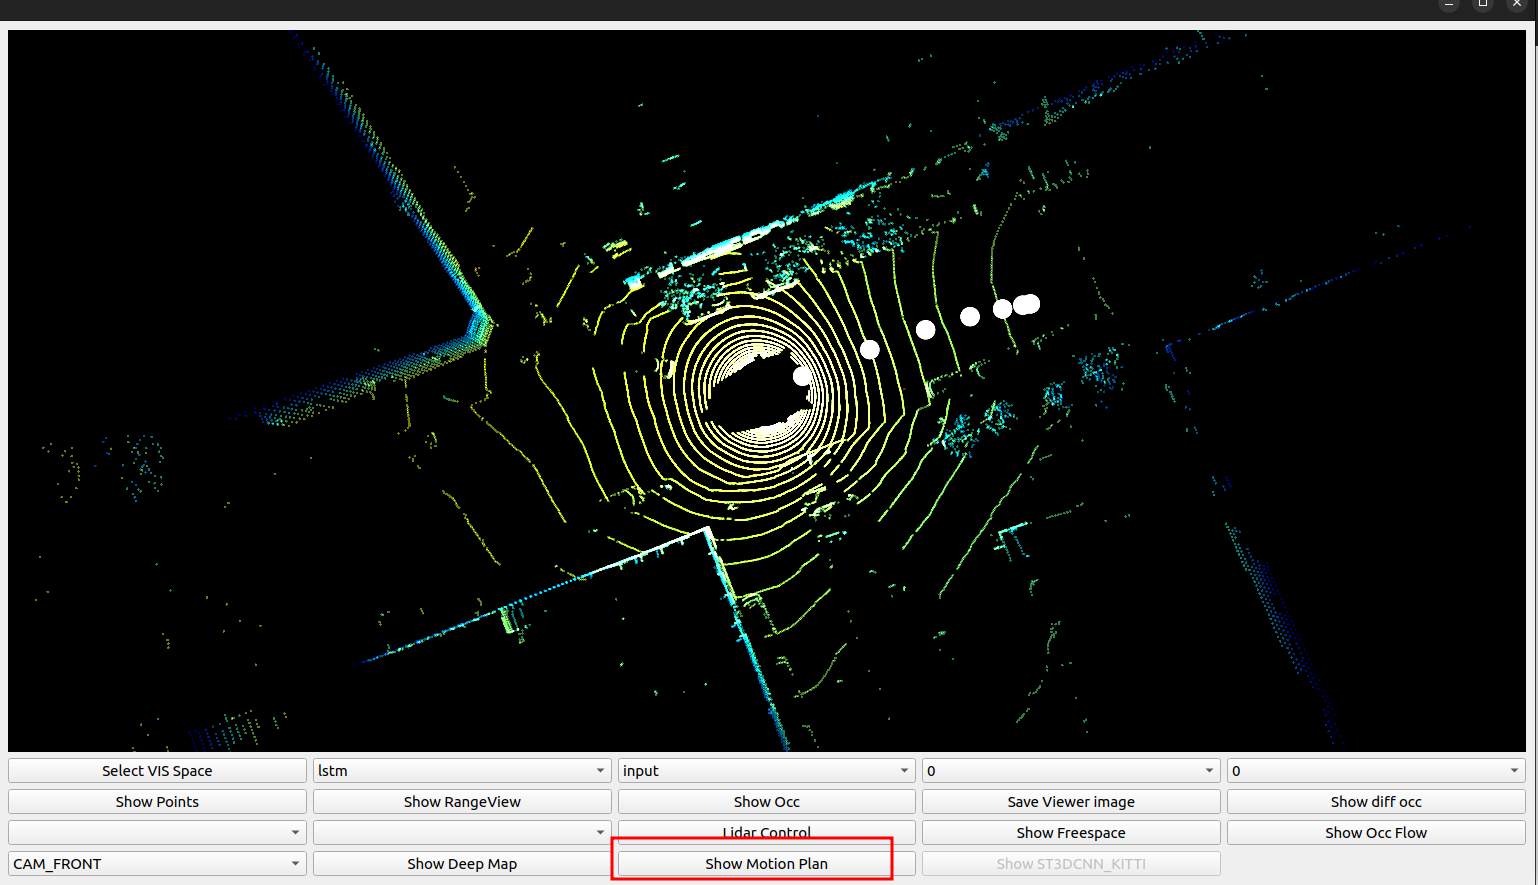 Select VIS Space lstm input 0 0
Show Points Show RangeView Show Occ Save Viewer image Show diff occ
Lidar Control Show Freespace Show Occ Flow
CAM_FRONT Show Deep Map Show Motion Plan Show ST3DCNN_KITTI